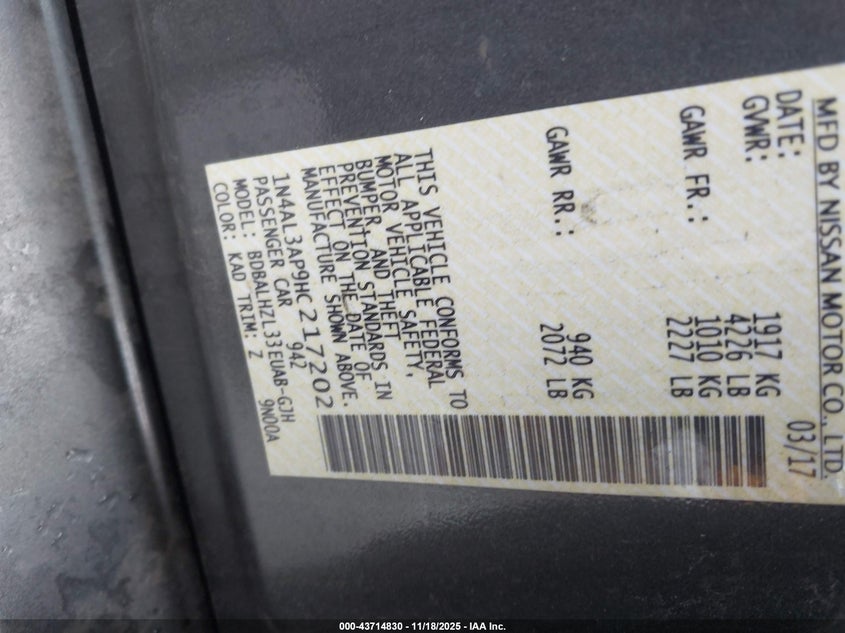 MFD BY NISSAN MOTOR CO., LTD.
DATE: 03/17
GVWR: 1917 KG
4226 LB
GAWR FR.: 1010 KG
2227 LB
GAWR RR.: 940 KG
2072 LB
THIS VEHICLE CONFORMS TO
ALL APPLICABLE FEDERAL
MOTOR VEHICLE SAFETY,
BUMPER, AND THEFT
PREVENTION STANDARDS IN
EFFECT ON THE DATE OF
MANUFACTURE SHOWN ABOVE.
1N4AL3AP9HC217202
PASSENGER CAR 942
MODEL: BDBALHZL33EUAB-GJH
COLOR: KAD TRIM: Z 9N00A
000-43714830 - 11/18/2025 - IAA Inc.